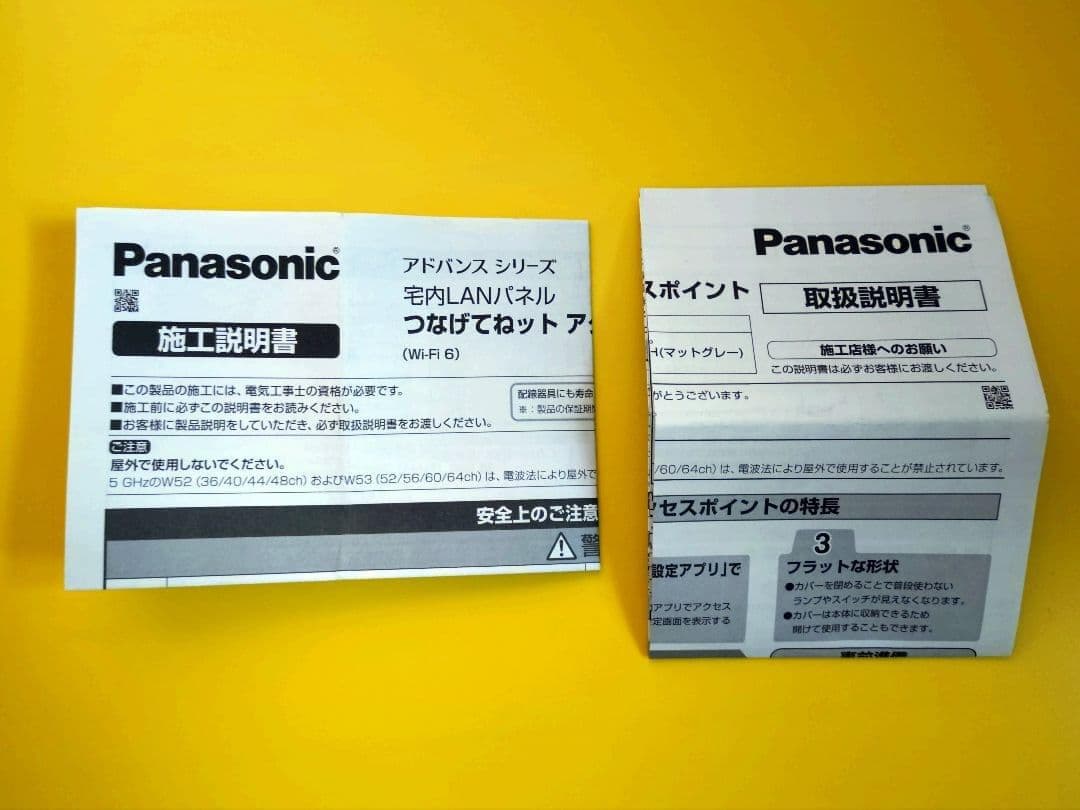 Panasonic®
施工説明書
アドバンス シリーズ
宅内LANパネル
つなげてねット ア
(Wi-Fi 6)
■この製品の施工には、電気工事士の資格が必要です。
■施工前に必ずこの説明書をお読みください。
■お客様に製品説明をしていただき、必ず取扱説明書をお渡しください。
配線器具にも寿命
※：製品の保証期間
ご注意
屋外で使用しないでください。
5 GHzのW52 (36/40/44/48ch) およびW53 (52/56/60/64ch) は、電波法により屋外で
安全上のご注意
警
Panasonic®
スポイント
取扱説明書
H(マットグレー)
施工店様へのお願い
この説明書は必ずお客様にお渡しください。
がとうございます。
/60/64ch) は、電波法により屋外で使用することが禁止されています。
クセスポイントの特長
設定アプリ」で
アプリでアクセス
定画面を表示する
3
フラットな形状
●カバーを閉めることで普段使わない
ランプやスイッチが見えなくなります。
●カバーは本体に収納できるため
開けて使用することもできます。
事前準備